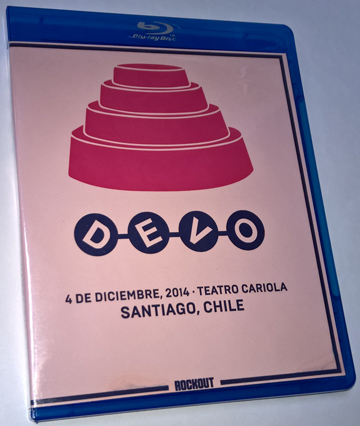 Blu-ray Disc
DEVO
4 DE DICIEMBRE, 2014 · TEATRO CARIOLA
SANTIAGO, CHILE
ROCKOUT